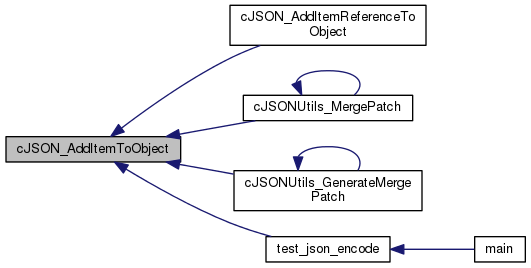 cJSON_AddItemReferenceTo
Object
cJSONUtils_MergePatch
cJSON_AddItemToObject
cJSONUtils_GenerateMerge
Patch
test_json_encode
main